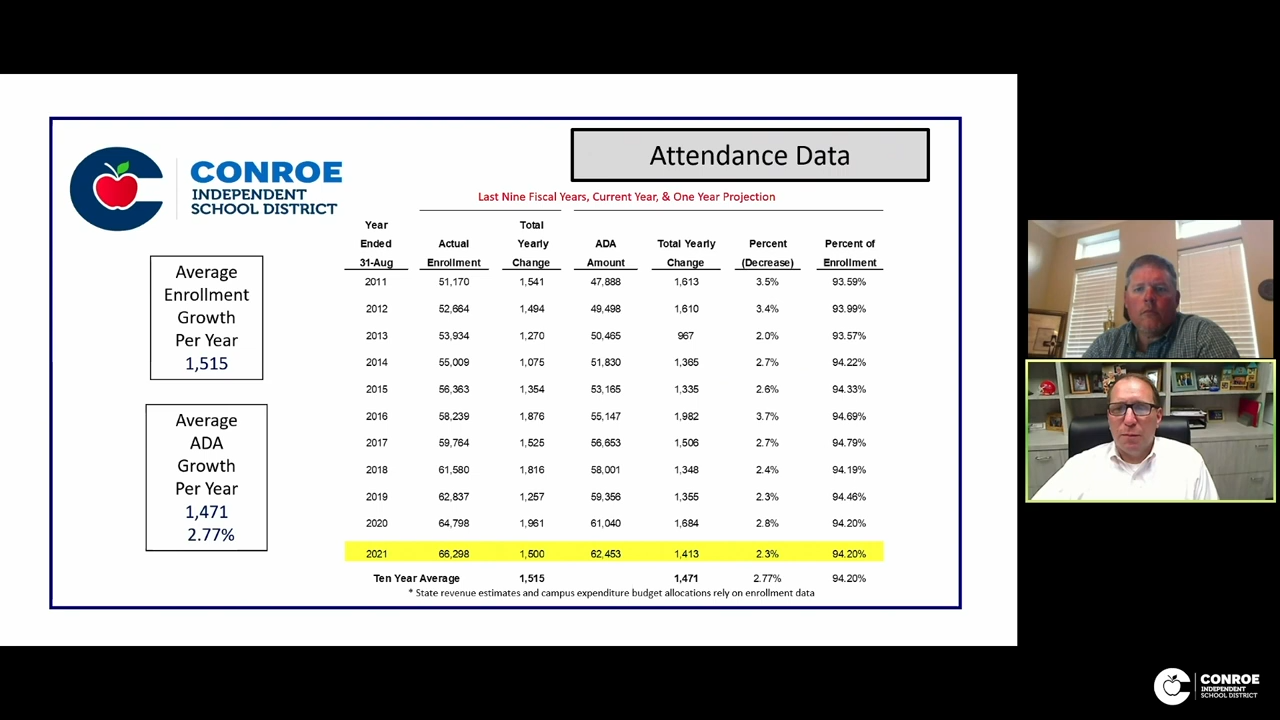 CONROE
INDEPENDENT
SCHOOL DISTRICT
Attendance Data
Last Nine Fiscal Years, Current Year, & One Year Projection
Average
Enrollment
Growth
Per Year
1,515
Average
ADA
Growth
Per Year
1,471
2.77%
Year Total
Ended Actual Yearly ADA Total Yearly Percent Percent of
31-Aug Enrollment Change Amount Change (Decrease) Enrollment
2011 51,170 1,541 47,888 1,613 3.5% 93.59%
2012 52,664 1,494 49,498 1,610 3.4% 93.99%
2013 53,934 1,270 50,465 967 2.0% 93.57%
2014 55,009 1,075 51,830 1,365 2.7% 94.22%
2015 56,363 1,354 53,165 1,335 2.6% 94.33%
2016 58,239 1,876 55,147 1,982 3.7% 94.69%
2017 59,764 1,525 56,653 1,506 2.7% 94.79%
2018 61,580 1,816 58,001 1,348 2.4% 94.19%
2019 62,837 1,257 59,356 1,355 2.3% 94.46%
2020 64,798 1,961 61,040 1,684 2.8% 94.20%
2021 66,298 1,500 62,453 1,413 2.3% 94.20%
Ten Year Average 1,515 1,471 2.77% 94.20%
* State revenue estimates and campus expenditure budget allocations rely on enrollment data
CONROE
INDEPENDENT
SCHOOL DISTRICT